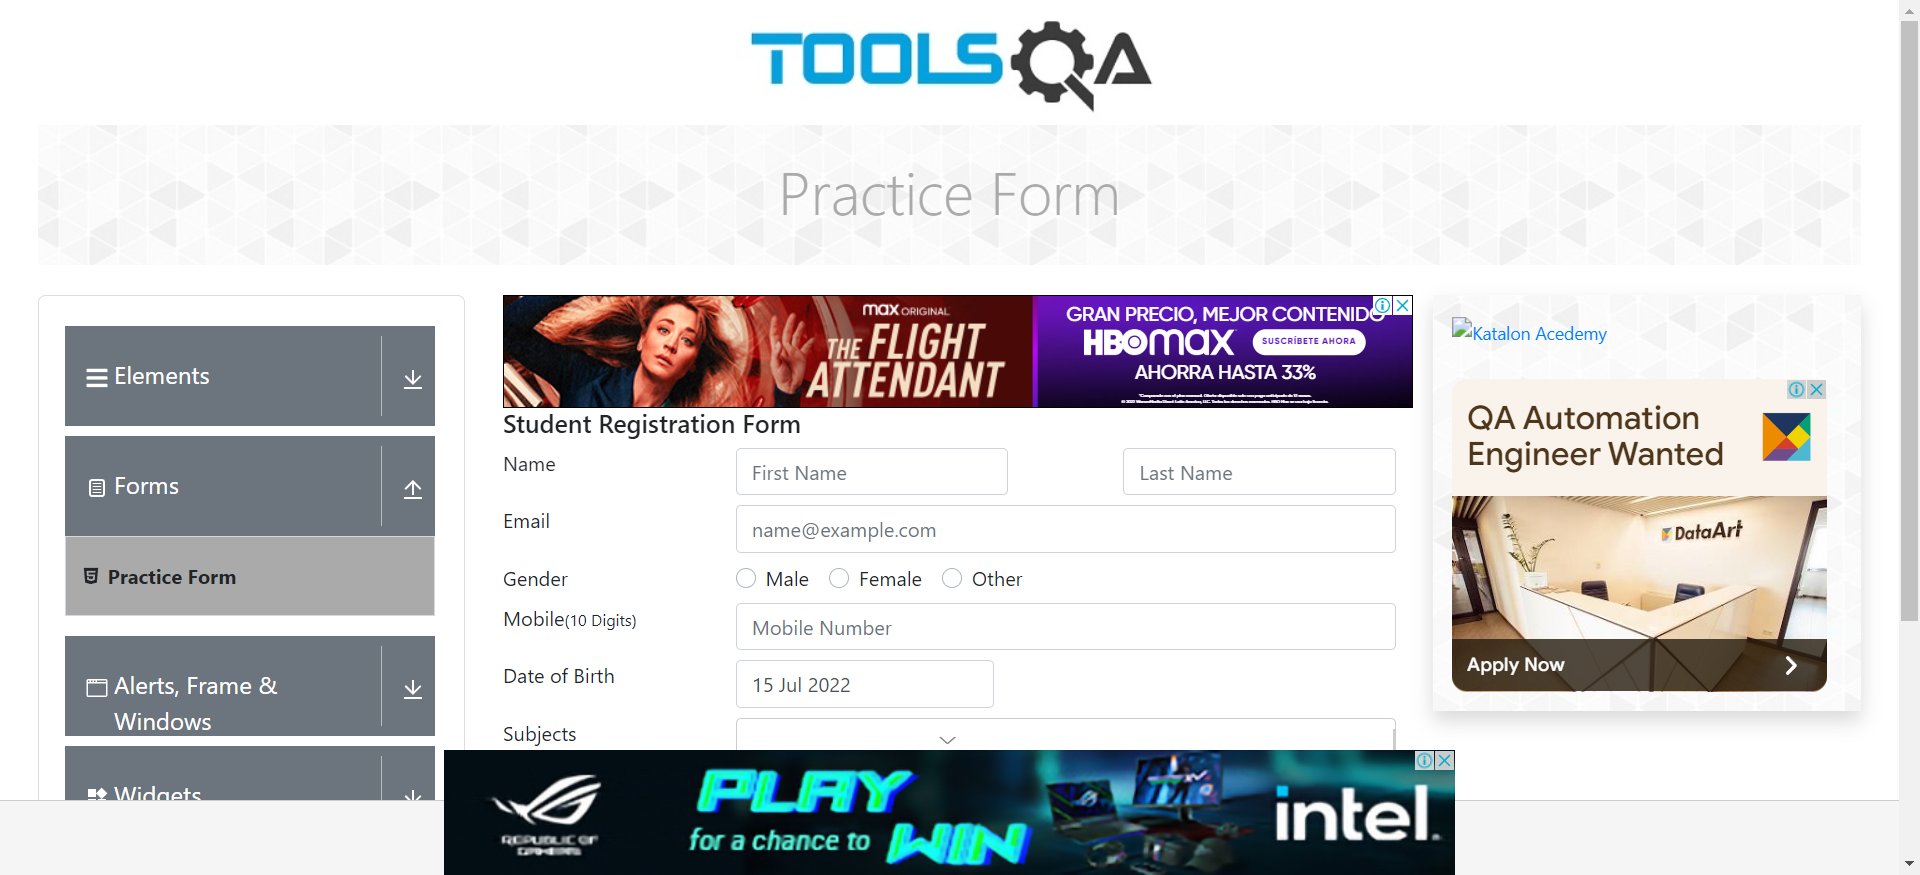 TOOLSQA
Practice Form
Elements
Forms
Practice Form
Alerts, Frame &
Windows
Widgets
max ORIGINAL
THE FLIGHT
ATTENDANT
GRAN PRECIO, MEJOR CONTENIDO
HBOmax
SUSCRÍBETE AHORA
AHORRA HASTA 33%
Student Registration Form
Name
First Name
Last Name
Email
name@example.com
Gender
Male
Female
Other
Mobile(10 Digits)
Mobile Number
Date of Birth
15 Jul 2022
Subjects
Katalon Acedemy
QA Automation
Engineer Wanted
DataArt
Apply Now
REPUBLIC OF
GAMERS
PLAY
for a chance to
WIN
intel.